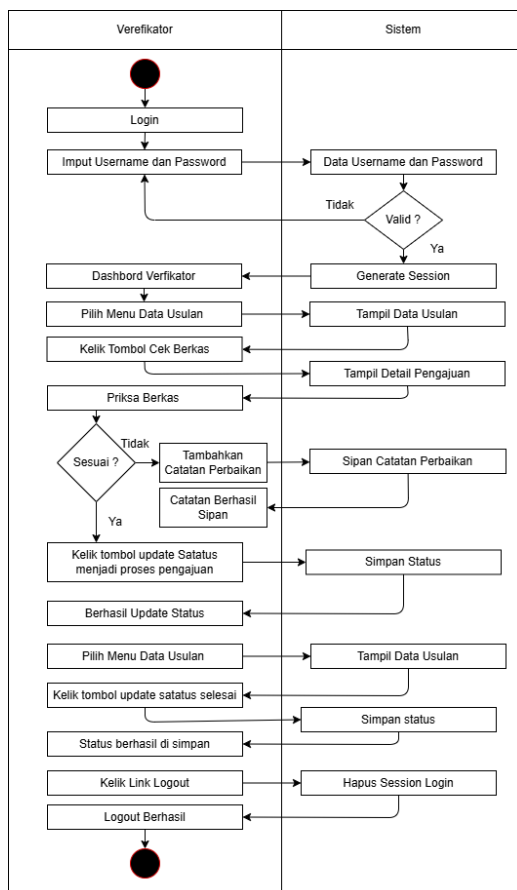 Verefikator
Sistem
Login
Imput Username dan Password
Data Username dan Password
Tidak
Valid ?
Ya
Dashbord Verfikator
Generate Session
Pilih Menu Data Usulan
Tampil Data Usulan
Kelik Tombol Cek Berkas
Tampil Detail Pengajuan
Priksa Berkas
Tidak
Sesuai ?
Tambahkan
Catatan Perbaikan
Sipan Catatan Perbaikan
Catatan Berhasil
Sipan
Ya
Kelik tombol update Satatus
menjadi proses pengajuan
Simpan Status
Berhasil Update Status
Pilih Menu Data Usulan
Tampil Data Usulan
Kelik tombol update satatus selesai
Simpan status
Status berhasil di simpan
Kelik Link Logout
Hapus Session Login
Logout Berhasil